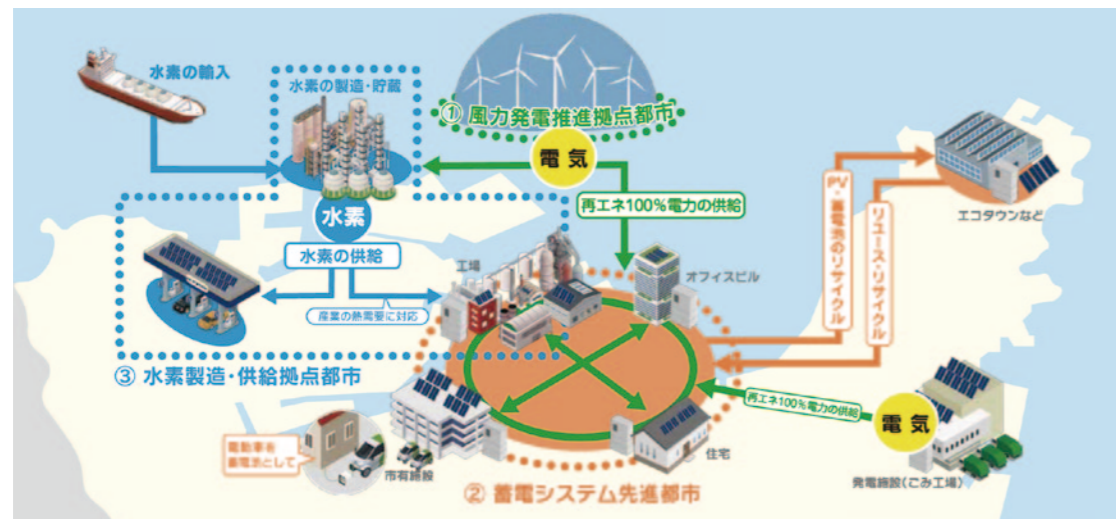 水素の輸入
水素の製造・貯蔵
① 風力発電推進拠点都市
電気
再エネ100%電力の供給
水素
水素の供給
産業の熱需要に対応
工場
オフィスビル
PV・蓄電池のリサイクル
リユース・リサイクル
エコタウンなど
③ 水素製造・供給拠点都市
再エネ100%電力の供給
電気
発電施設(ごみ工場)
住宅
市有施設
電動車を
蓄電池として
② 蓄電システム先進都市